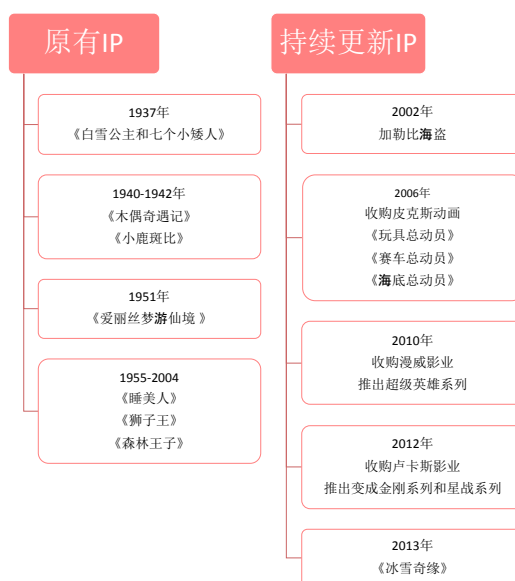 原有IP
1937年
《白雪公主和七个小矮人》
1940-1942年
《木偶奇遇记》
《小鹿斑比》
1951年
《爱丽丝梦游仙境 》
1955-2004
《睡美人》
《狮子王》
《森林王子》
持续更新IP
2002年
加勒比海盗
2006年
收购皮克斯动画
《玩具总动员》
《赛车总动员》
《海底总动员》
2010年
收购漫威影业
推出超级英雄系列
2012年
收购卢卡斯影业
推出变成金刚系列和星战系列
2013年
《冰雪奇缘》